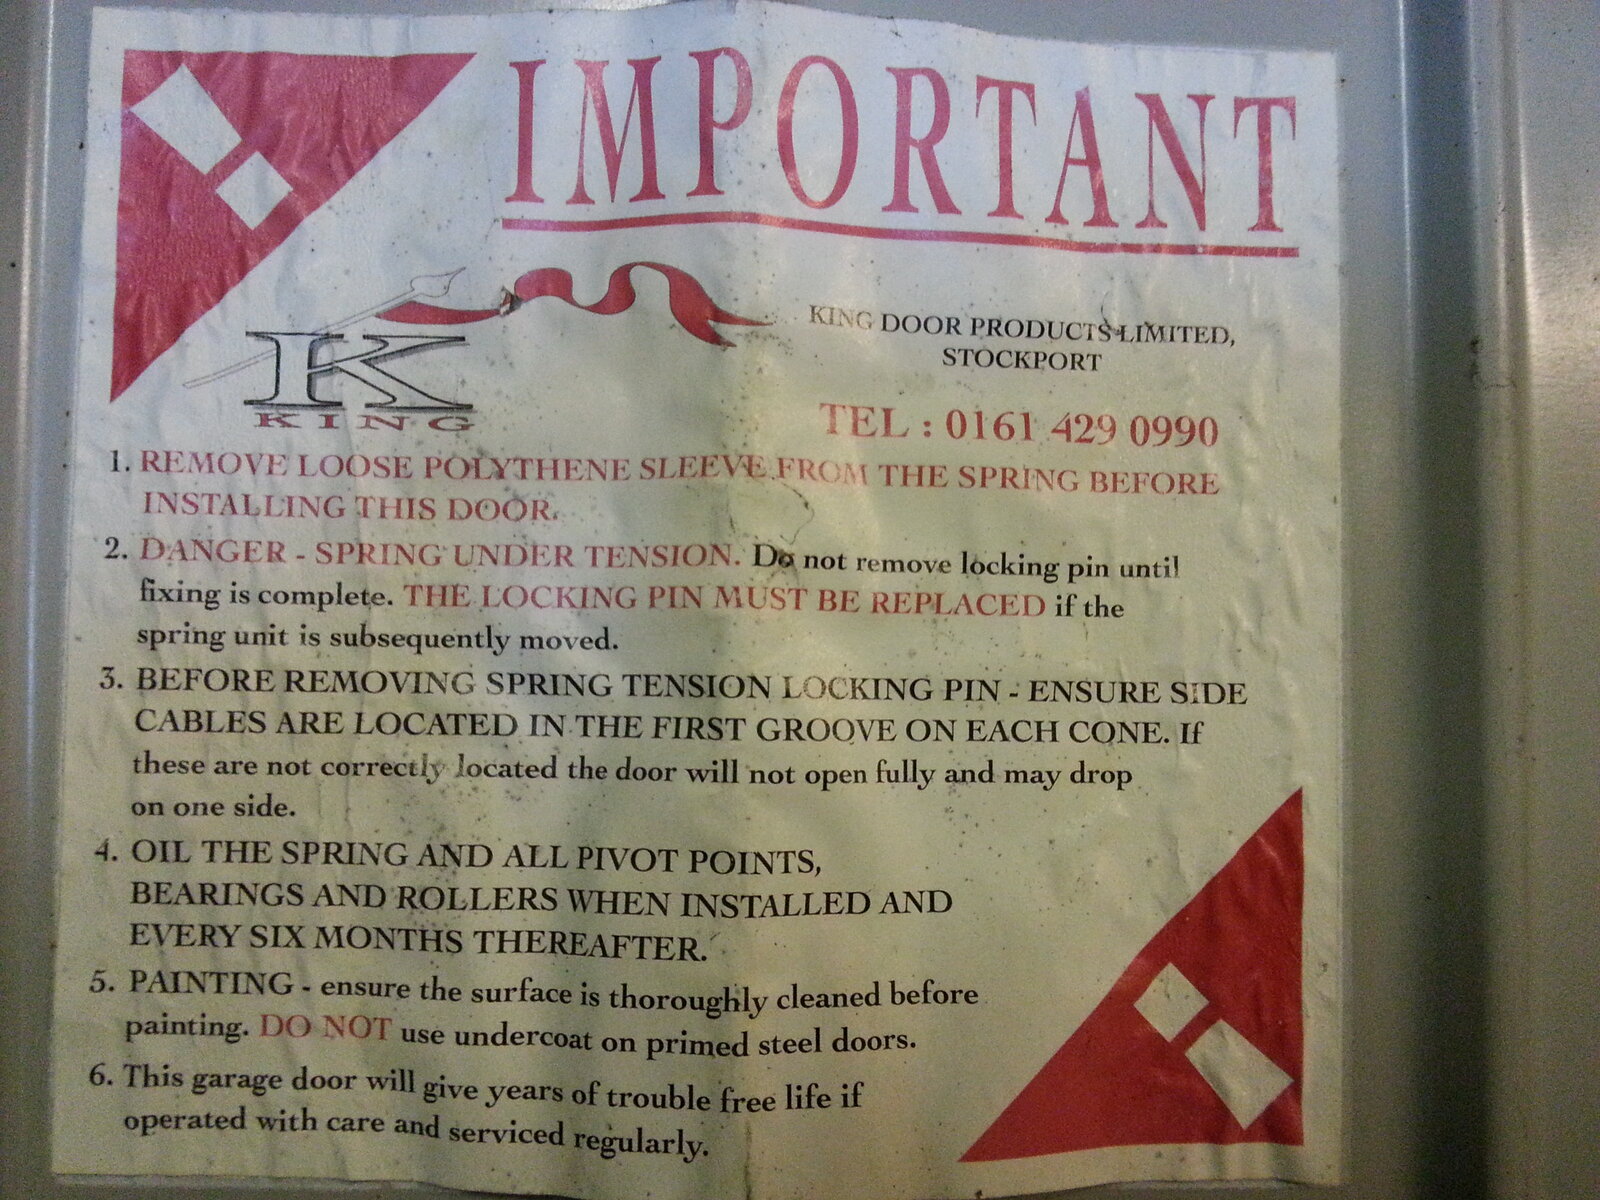 IMPORTANT
K
KING
KING DOOR PRODUCTS LIMITED,
STOCKPORT
TEL : 0161 429 0990
1. REMOVE LOOSE POLYTHENE SLEEVE FROM THE SPRING BEFORE
INSTALLING THIS DOOR.
2. DANGER - SPRING UNDER TENSION. Do not remove locking pin until
fixing is complete. THE LOCKING PIN MUST BE REPLACED if the
spring unit is subsequently moved.
3. BEFORE REMOVING SPRING TENSION LOCKING PIN - ENSURE SIDE
CABLES ARE LOCATED IN THE FIRST GROOVE ON EACH CONE. If
these are not correctly located the door will not open fully and may drop
on one side.
4. OIL THE SPRING AND ALL PIVOT POINTS,
BEARINGS AND ROLLERS WHEN INSTALLED AND
EVERY SIX MONTHS THEREAFTER.
5. PAINTING - ensure the surface is thoroughly cleaned before
painting. DO NOT use undercoat on primed steel doors.
6. This garage door will give years of trouble free life if
operated with care and serviced regularly.